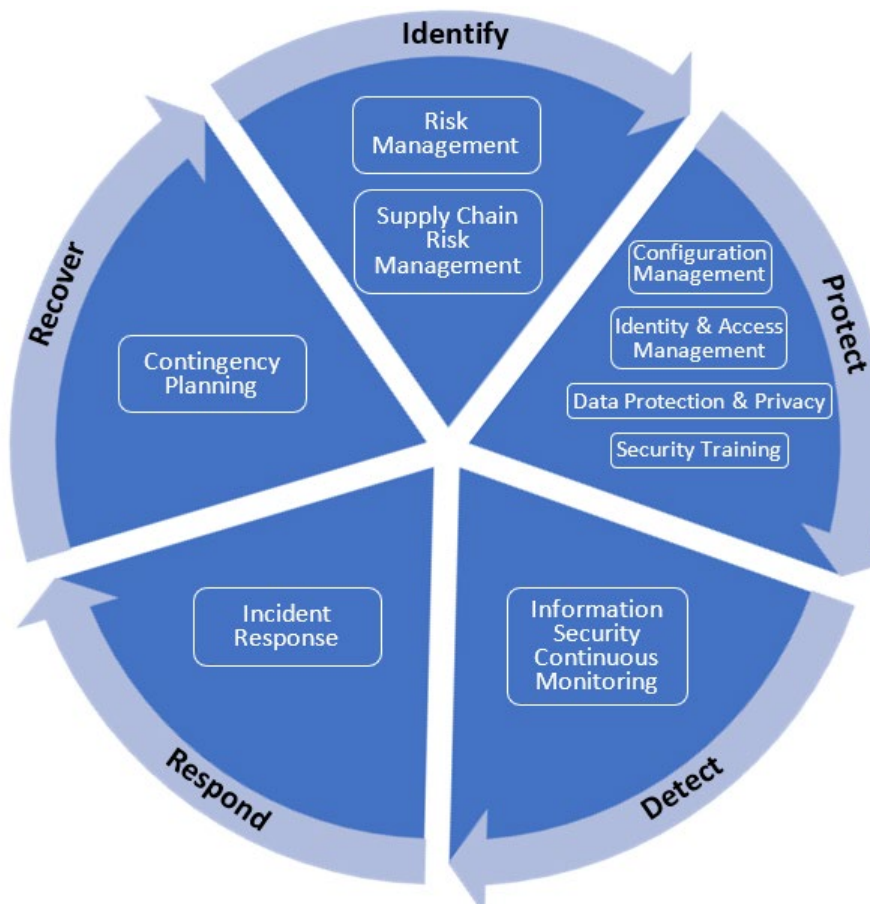 Identify
Risk
Management
Supply Chain
Risk
Management
Protect
Configuration
Management
Identity & Access
Management
Data Protection & Privacy
Security Training
Detect
Information
Security
Continuous
Monitoring
Respond
Incident
Response
Recover
Contingency
Planning